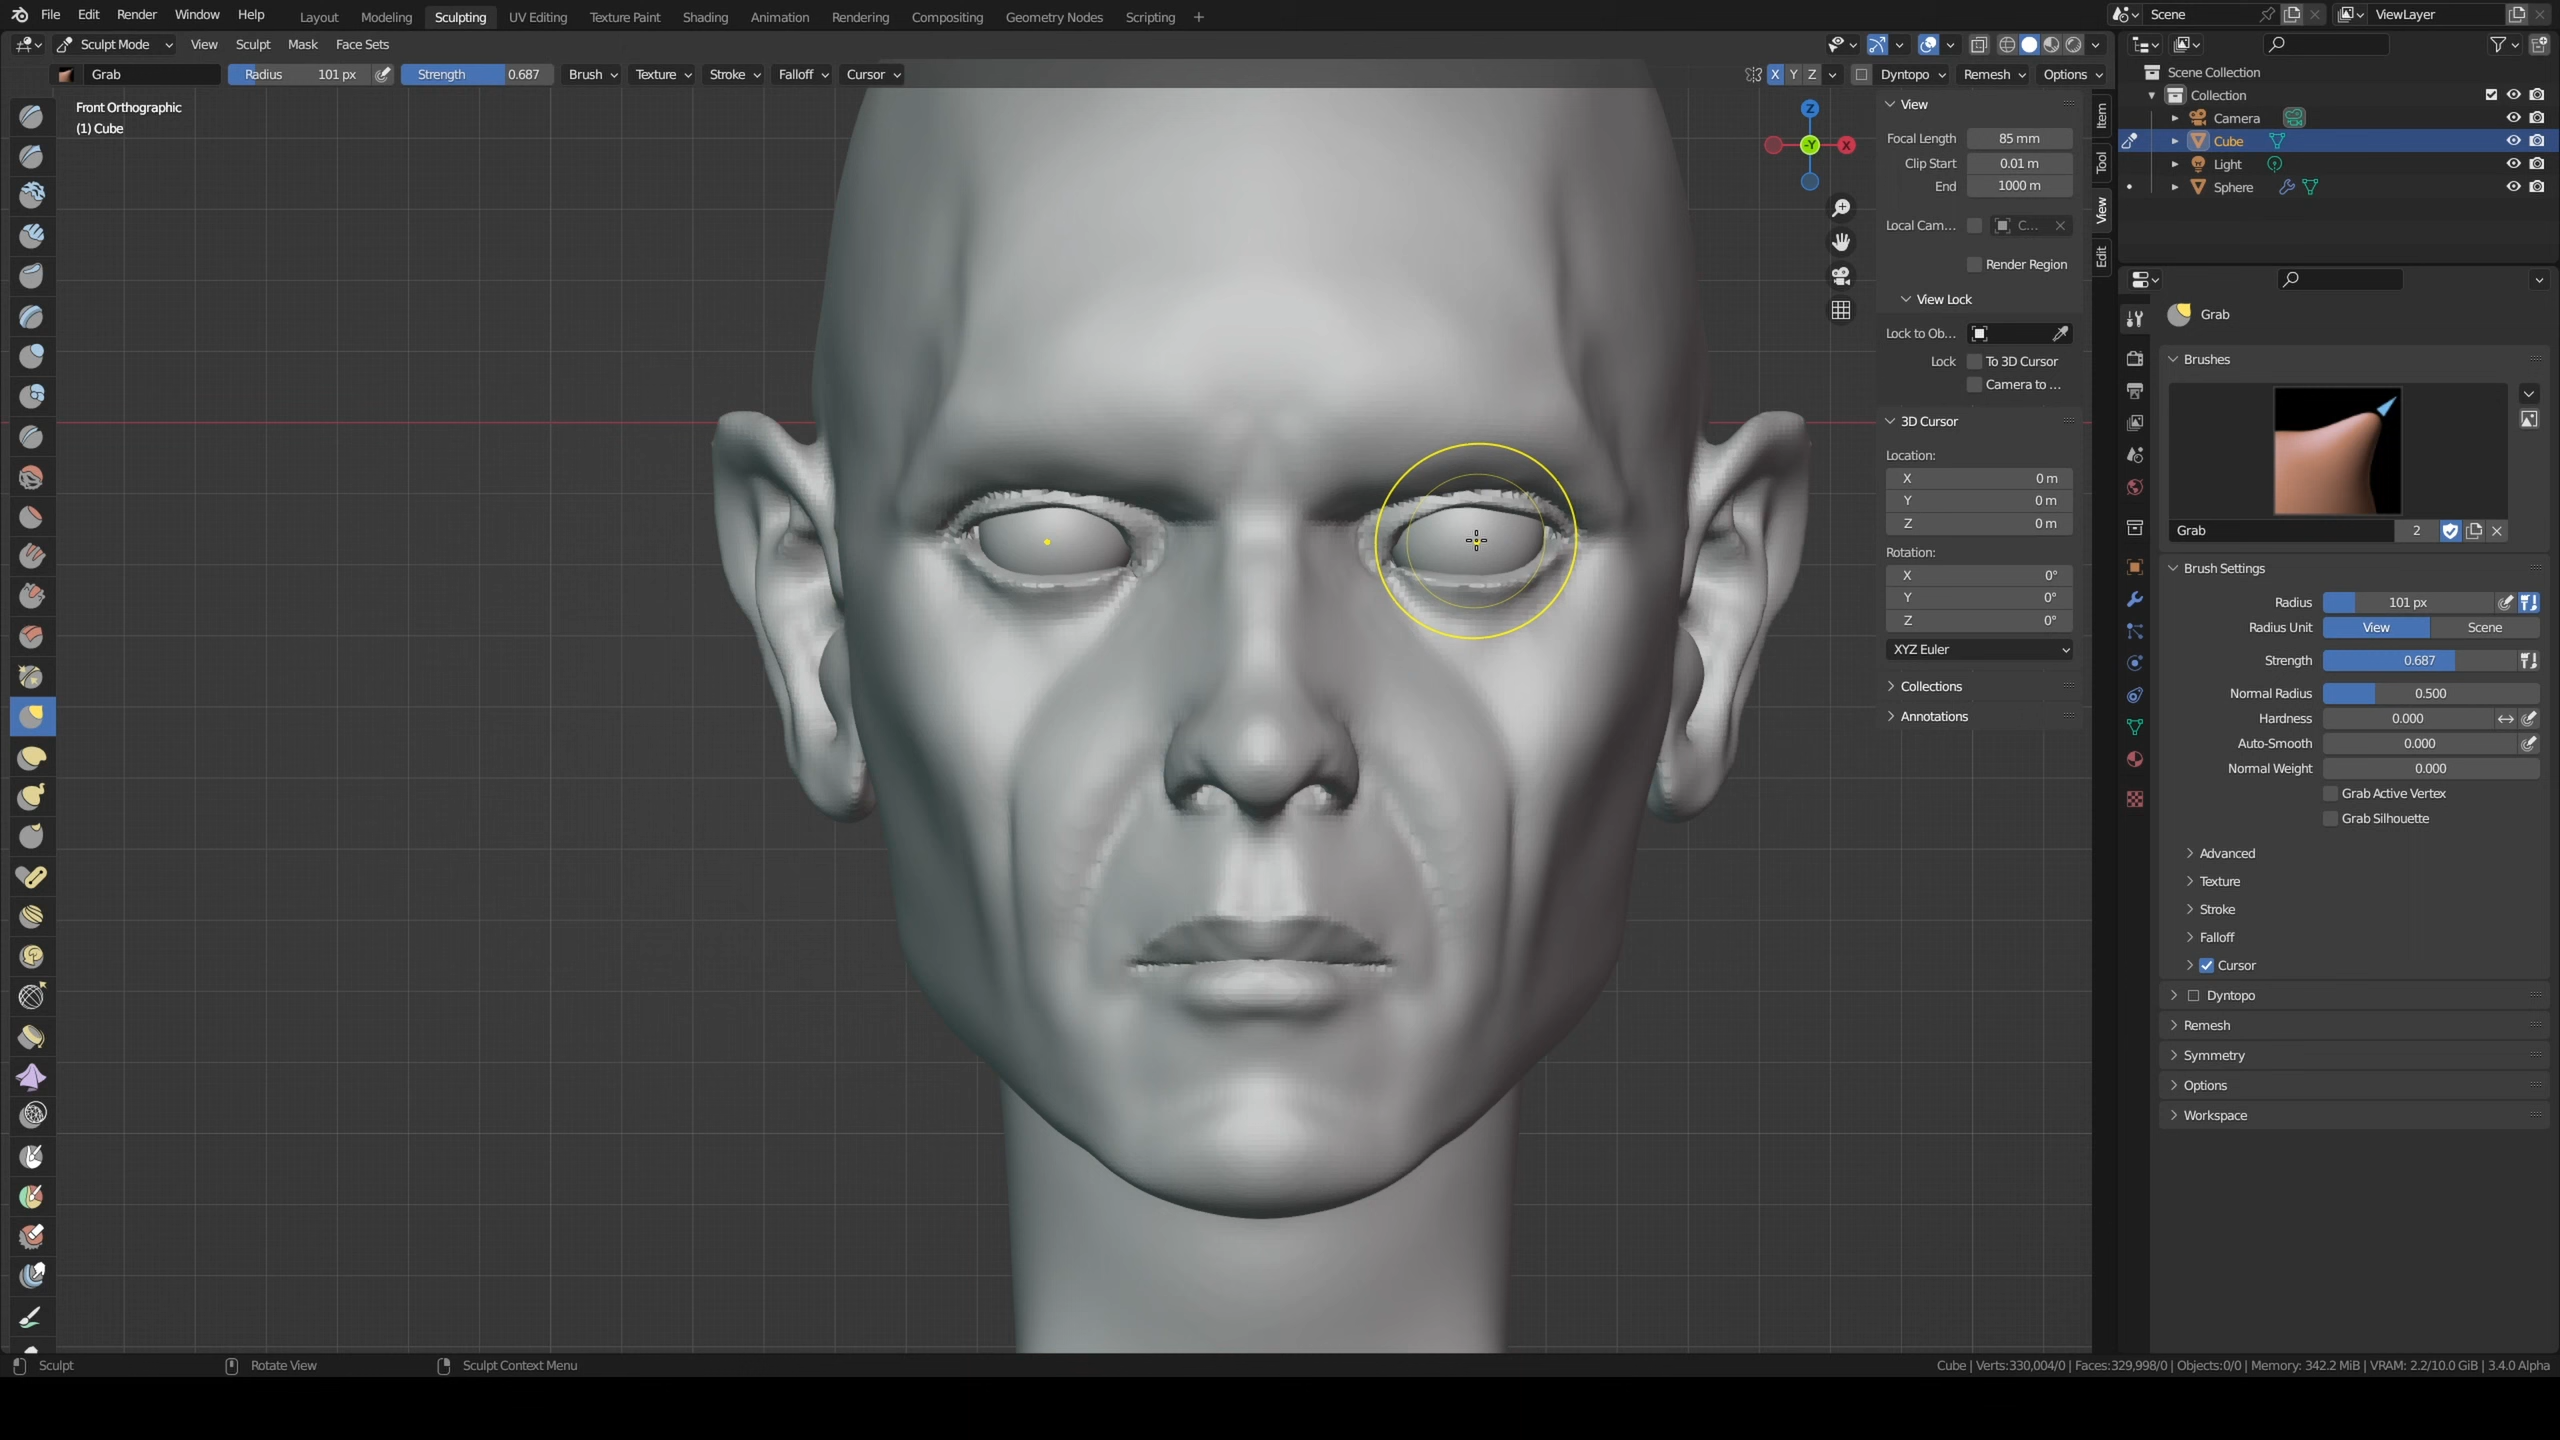 File Edit Render Window Help Layout Modeling Sculpting UV Editing Texture Paint Shading Animation Rendering Compositing Geometry Nodes Scripting + Scene ViewLayer
Sculpt Mode View Sculpt Mask Face Sets
Grab Radius 101 px Strength 0.687 Brush Texture Stroke Falloff Cursor X Y Z Dyntopo Remesh Options
Front Orthographic
(1) Cube
Z
-Y
X
View
Focal Length 85 mm
Clip Start 0.01 m
End 1000 m
Local Cam... C...
Render Region
View Lock
Lock to Ob...
Lock To 3D Cursor
Camera to ...
3D Cursor
Location:
X 0 m
Y 0 m
Z 0 m
Rotation:
X 0°
Y 0°
Z 0°
XYZ Euler
Collections
Annotations
Item
Tool
View
Edit
Scene Collection
Collection
Camera
Cube
Light
Sphere
Grab
Brushes
Grab 2
Brush Settings
Radius 101 px
Radius Unit View Scene
Strength 0.687
Normal Radius 0.500
Hardness 0.000
Auto-Smooth 0.000
Normal Weight 0.000
Grab Active Vertex
Grab Silhouette
Advanced
Texture
Stroke
Falloff
Cursor
Dyntopo
Remesh
Symmetry
Options
Workspace
Sculpt Rotate View Sculpt Context Menu Cube | Verts:330,004/0 | Faces:329,998/0 | Objects:0/0 | Memory: 342.2 MiB | VRAM: 2.2/10.0 GiB | 3.4.0 Alpha